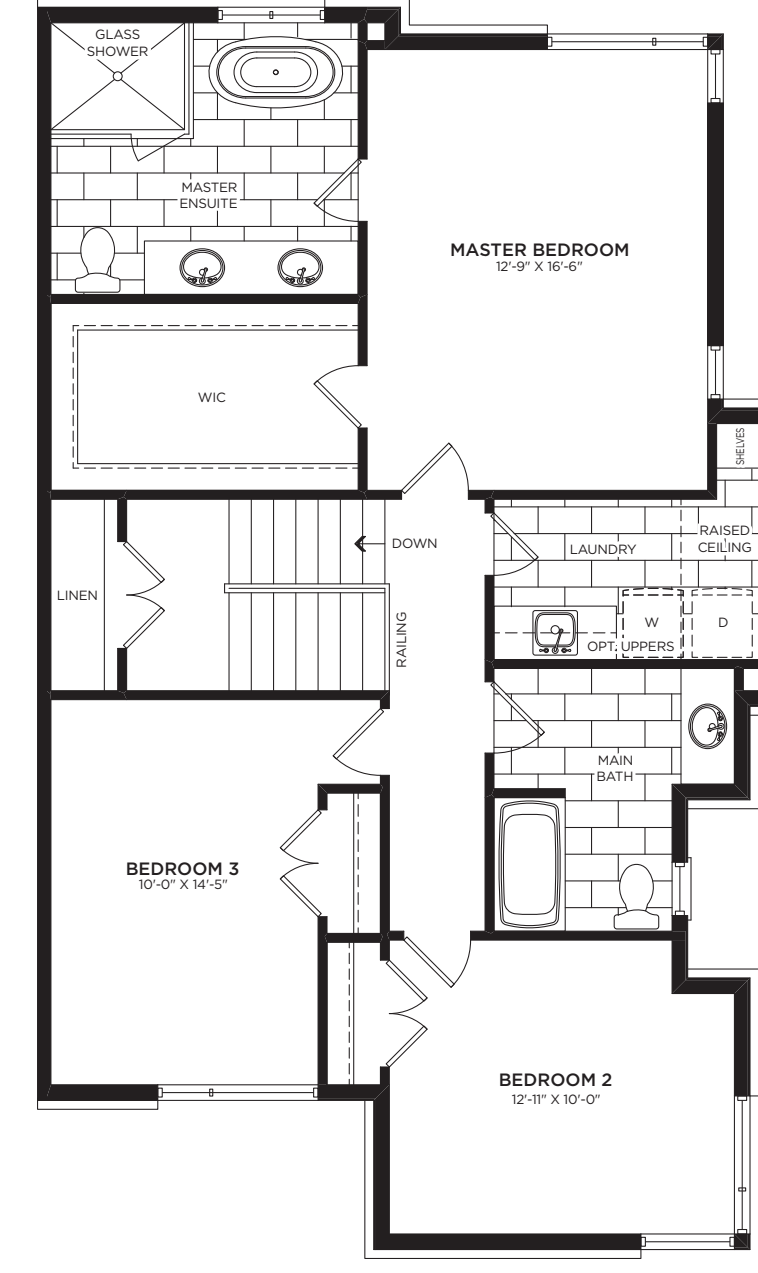 GLASS
SHOWER
MASTER
ENSUITE
MASTER BEDROOM
12'-9" X 16'-6"
WIC
SHELVES
DOWN
LAUNDRY
RAISED
CEILING
LINEN
RAILING
W
D
OPT. UPPERS
MAIN
BATH
BEDROOM 3
10'-0" X 14'-5"
BEDROOM 2
12'-11" X 10'-0"